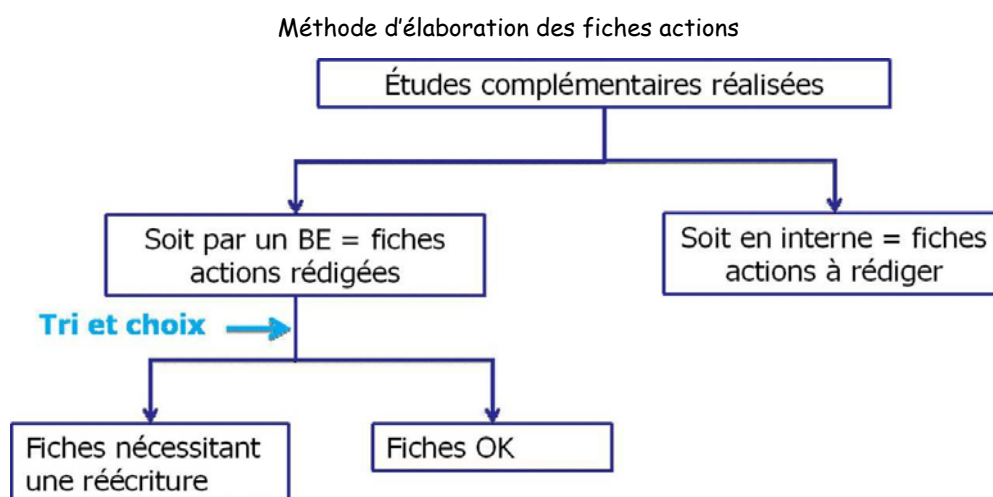 Méthode d'élaboration des fiches actions
Études complémentaires réalisées
Soit par un BE = fiches
actions rédigées
Soit en interne = fiches
actions à rédiger
Tri et choix
Fiches nécessitant
une réécriture
Fiches OK